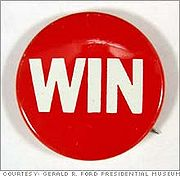 WIN
COURTESY: GERALD R. FORD PRESIDENTIAL MUSEUM